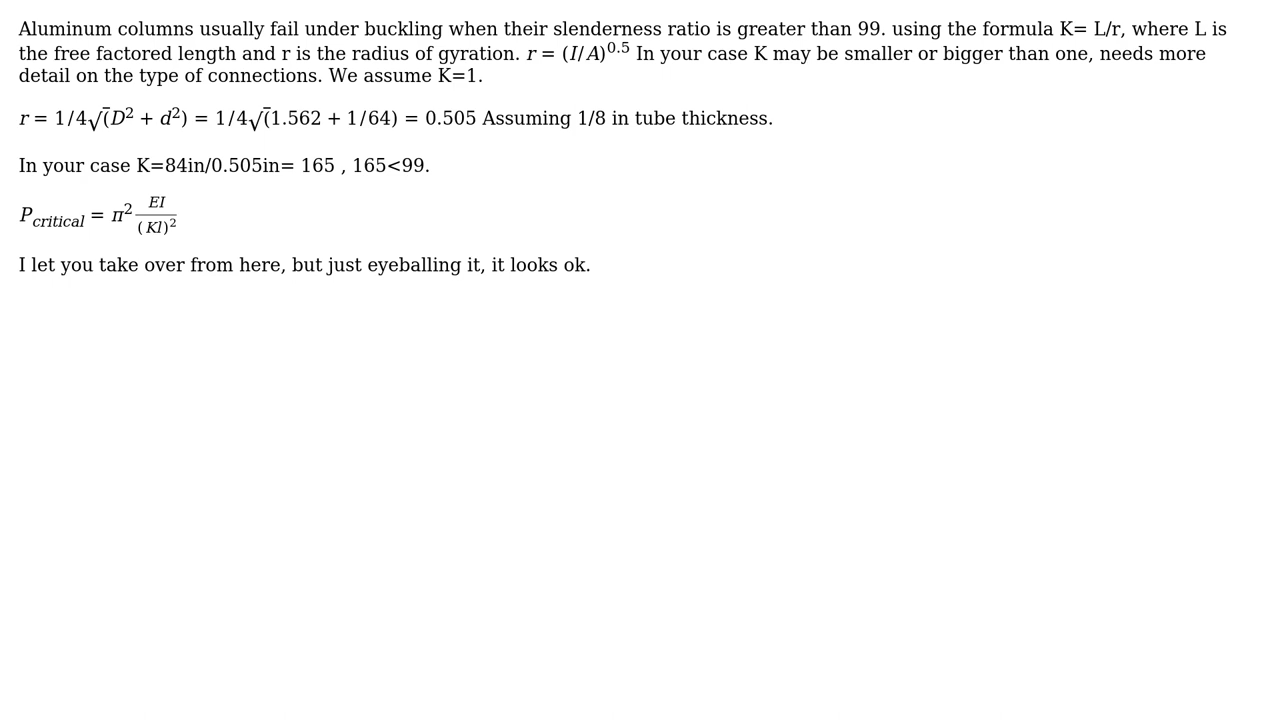 Aluminum columns usually fail under buckling when their slenderness ratio is greater than 99. using the formula K= L/r, where L is
the free factored length and r is the radius of gyration. r = (I/A)^0.5 In your case K may be smaller or bigger than one, needs more
detail on the type of connections. We assume K=1.
r = 1/4√(D² + d²) = 1/4√(1.562 + 1/64) = 0.505 Assuming 1/8 in tube thickness.
In your case K=84in/0.505in= 165 , 165<99.
P_critical = π² EI/(Kl)²
I let you take over from here, but just eyeballing it, it looks ok.